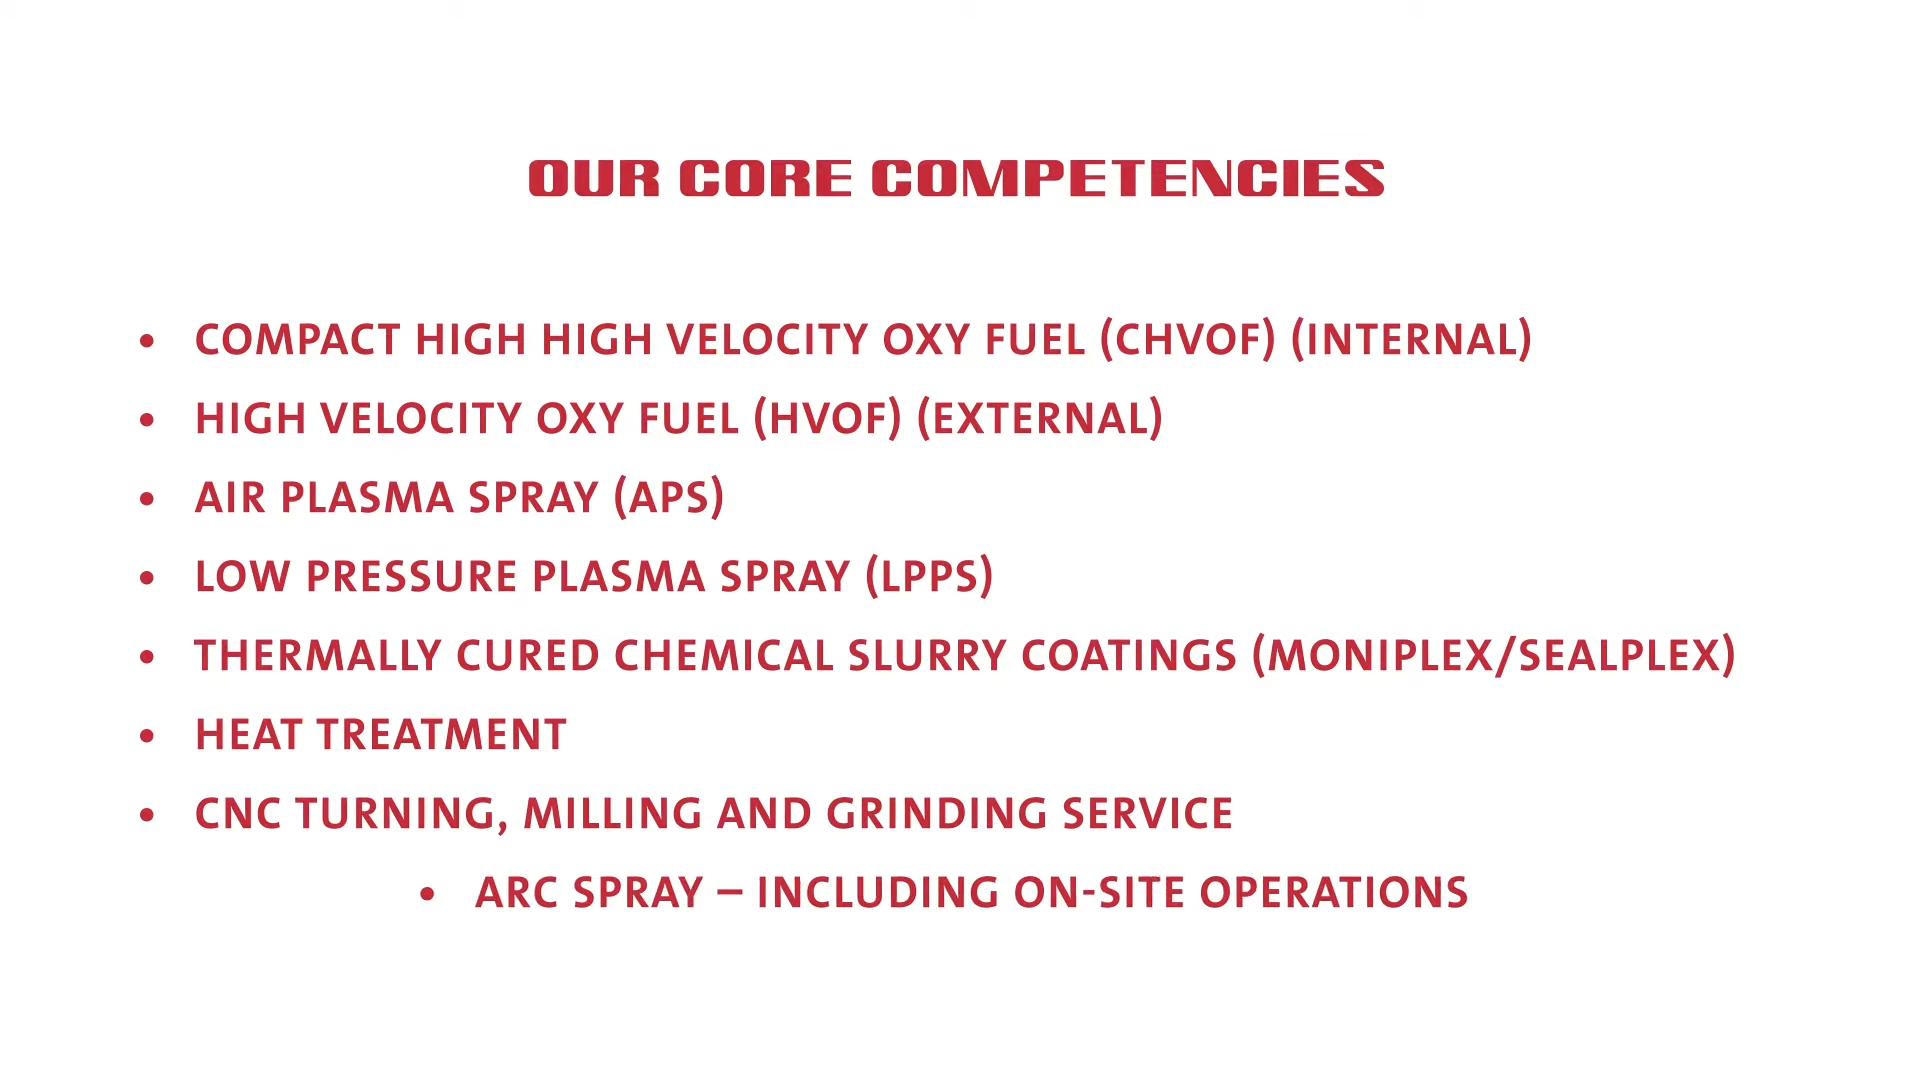 OUR CORE COMPETENCIES
• COMPACT HIGH HIGH VELOCITY OXY FUEL (CHVOF) (INTERNAL)
• HIGH VELOCITY OXY FUEL (HVOF) (EXTERNAL)
• AIR PLASMA SPRAY (APS)
• LOW PRESSURE PLASMA SPRAY (LPPS)
• THERMALLY CURED CHEMICAL SLURRY COATINGS (MONIPLEX/SEALPLEX)
• HEAT TREATMENT
• CNC TURNING, MILLING AND GRINDING SERVICE
• ARC SPRAY – INCLUDING ON-SITE OPERATIONS